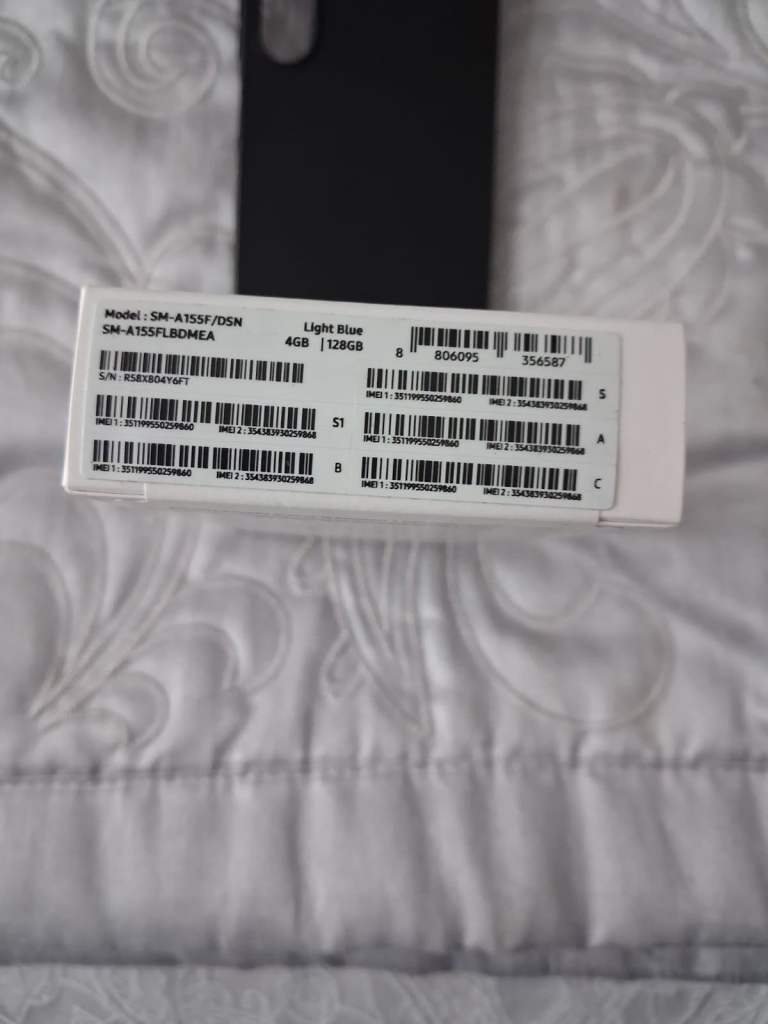 Model : SM-A155F/DSN
SM-A155FLBDMEA
Light Blue
4GB | 128GB
8 806095 356587
S/N : R58X804Y6FT
IMEI 1 : 351199550259860 IMEI 2 : 354383930259868 S
IMEI 1 : 351199550259860 IMEI 2 : 354383930259868 S1
IMEI 1 : 351199550259860 IMEI 2 : 354383930259868 A
IMEI 1 : 351199550259860 IMEI 2 : 354383930259868 B
IMEI 1 : 351199550259860 IMEI 2 : 354383930259868 C